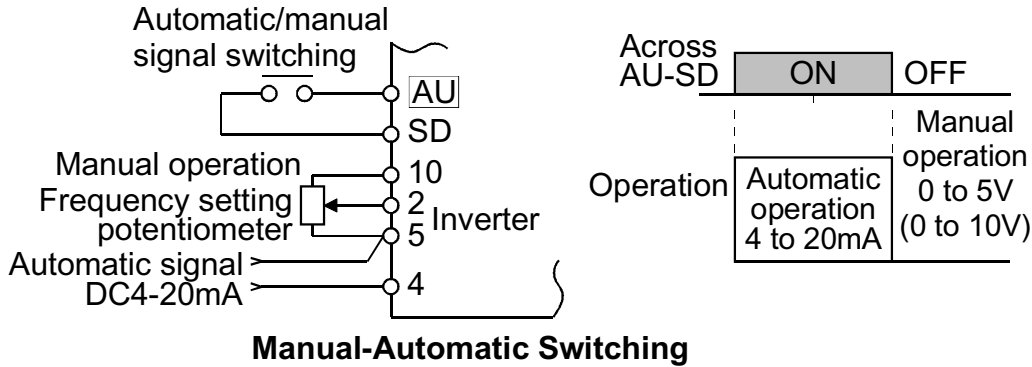 Automatic/manual
signal switching
AU
SD
Manual operation
10
Frequency setting
potentiometer
2
5
Inverter
Automatic signal
DC4-20mA
4
Across
AU-SD
ON
OFF
Operation
Automatic
operation
4 to 20mA
Manual
operation
0 to 5V
(0 to 10V)
Manual-Automatic Switching